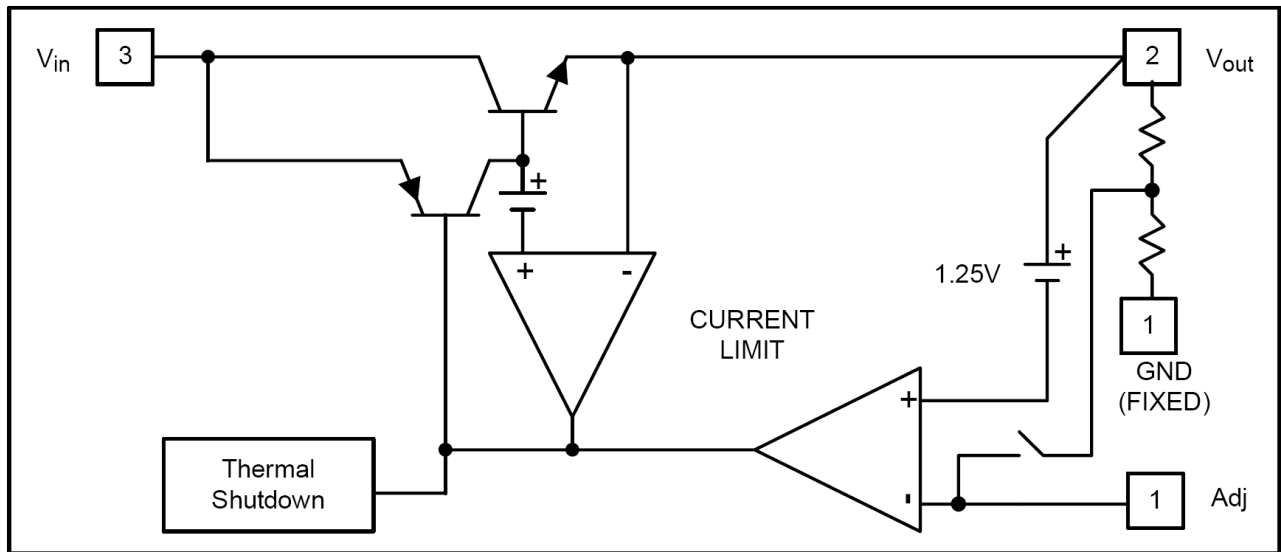 Vin
3
2
Vout
+
+
-
1.25V
+
CURRENT
LIMIT
1
GND
(FIXED)
+
Thermal
Shutdown
-
1
Adj